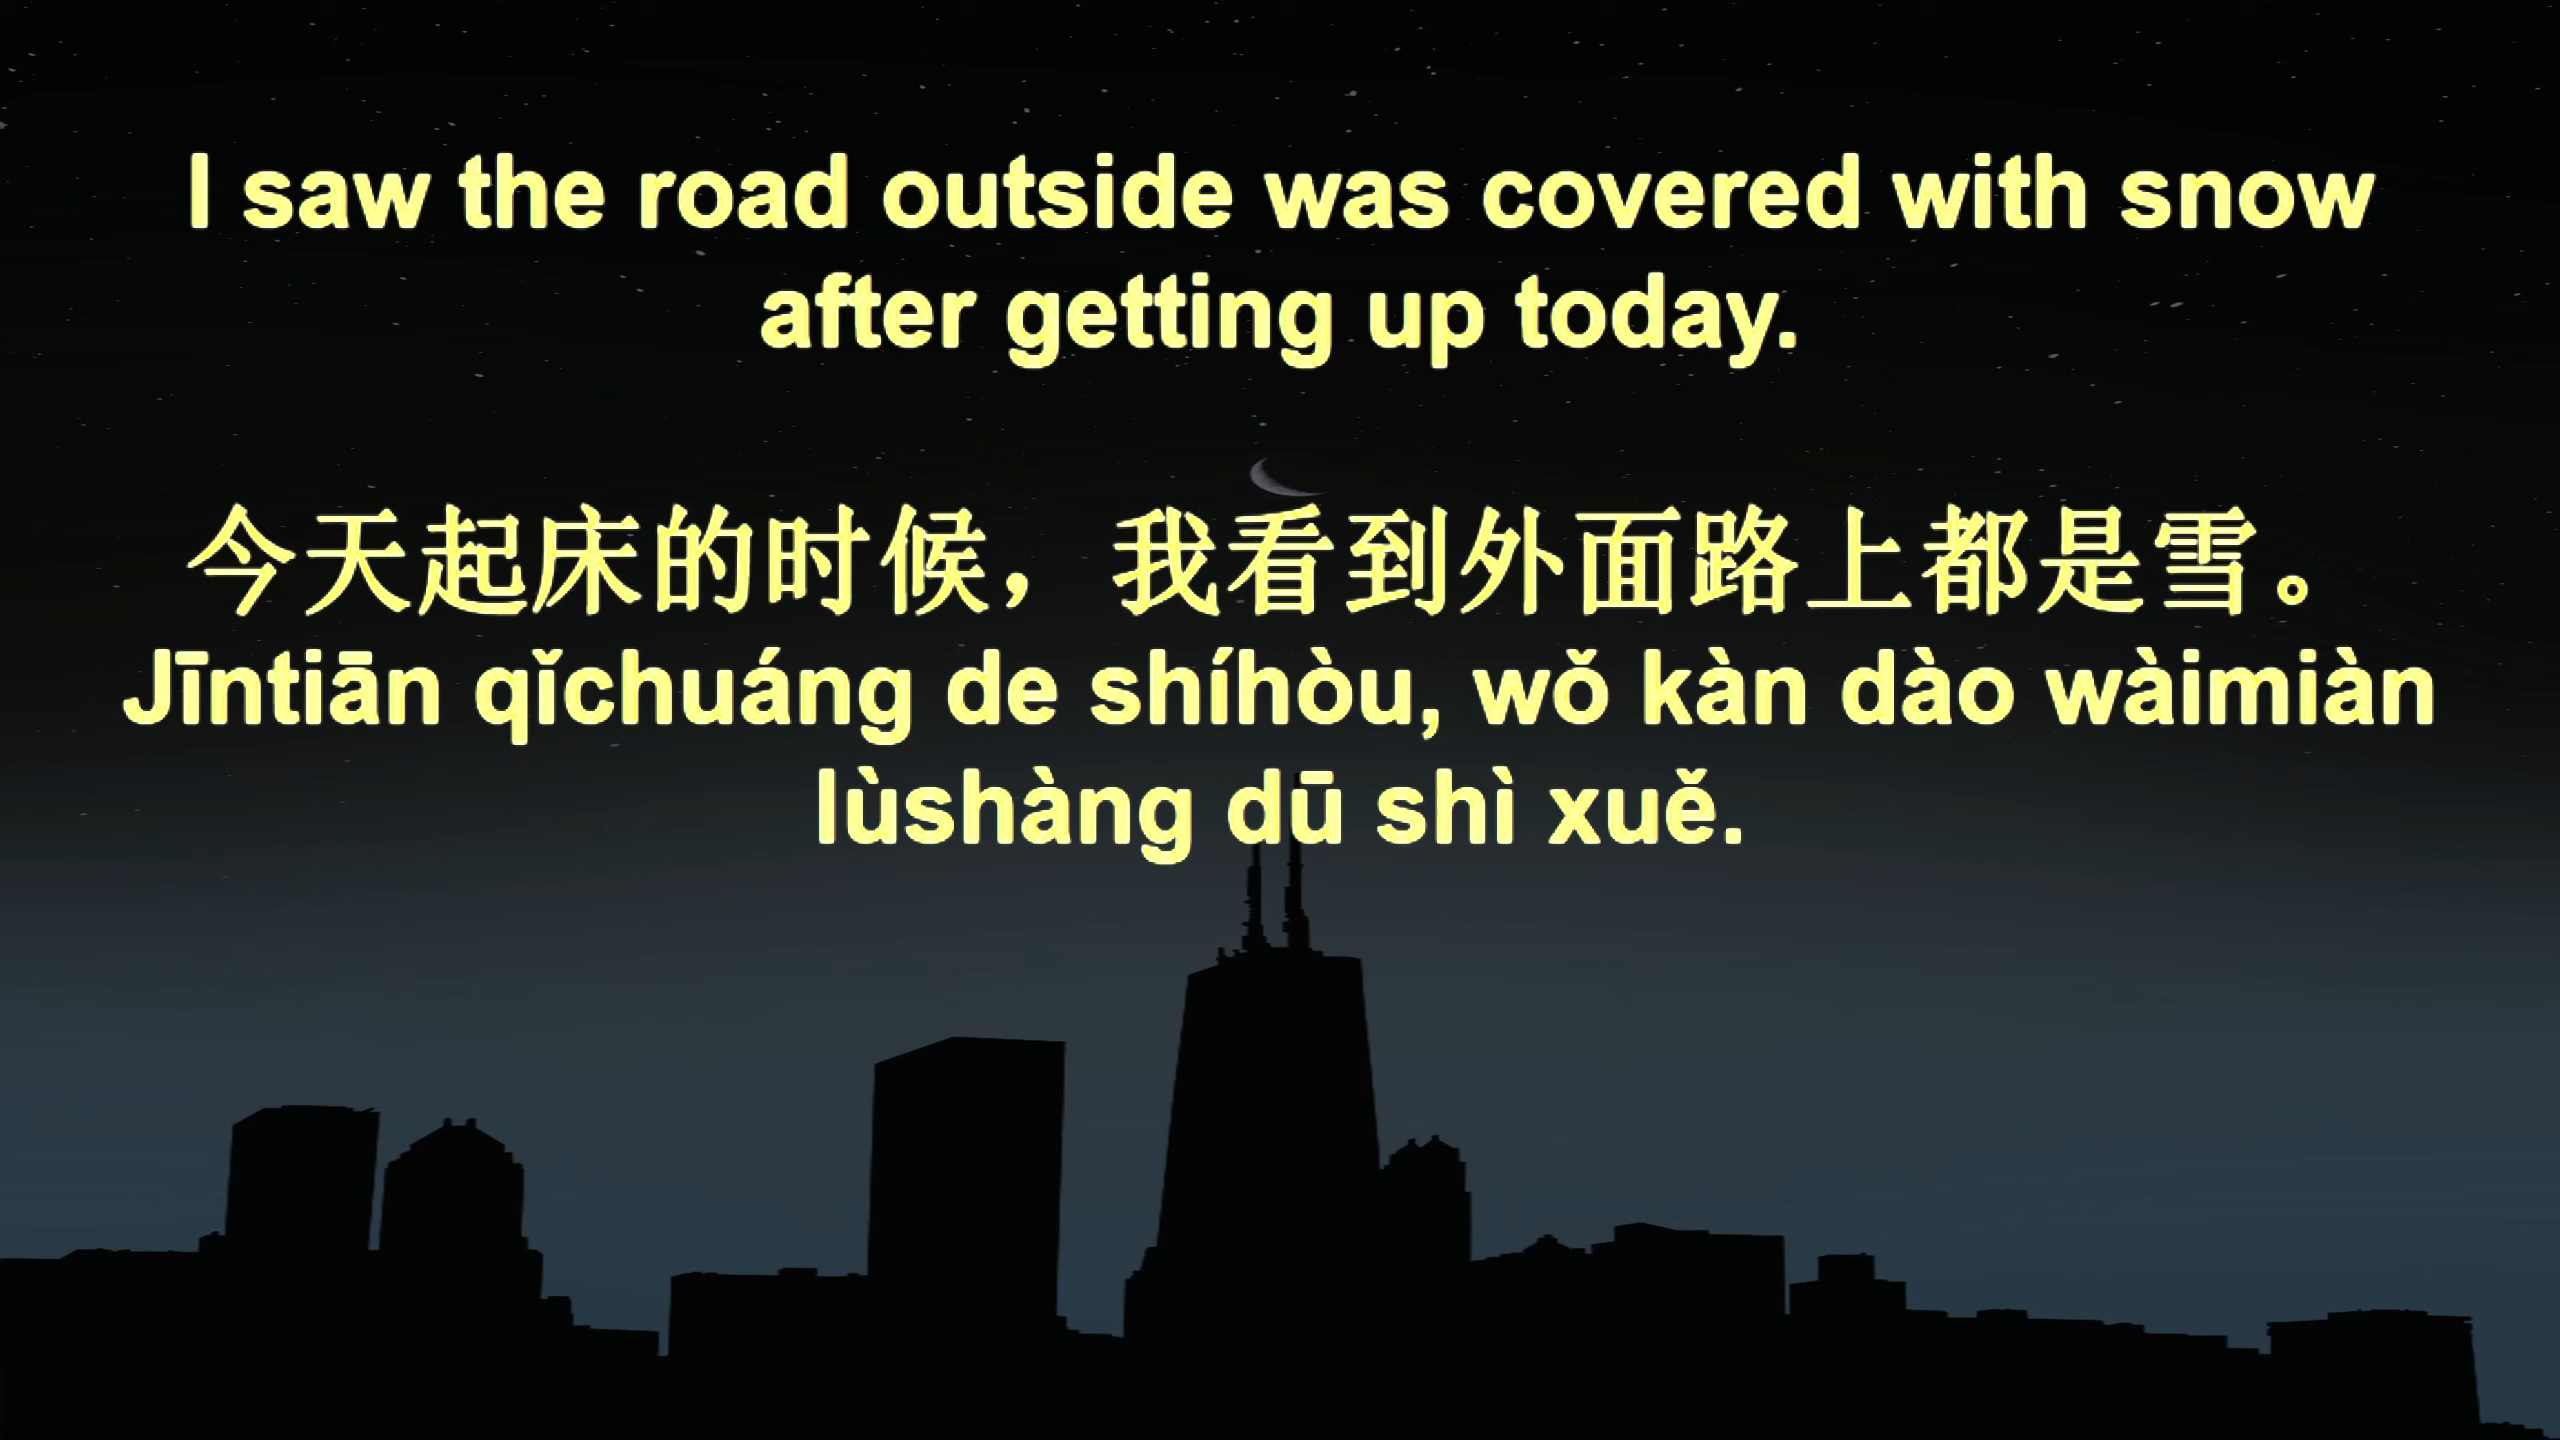 I saw the road outside was covered with snow
after getting up today.
今天起床的时候，我看到外面路上都是雪。
Jīntiān qǐchuáng de shíhòu, wǒ kàn dào wàimiàn
lùshàng dū shì xuě.